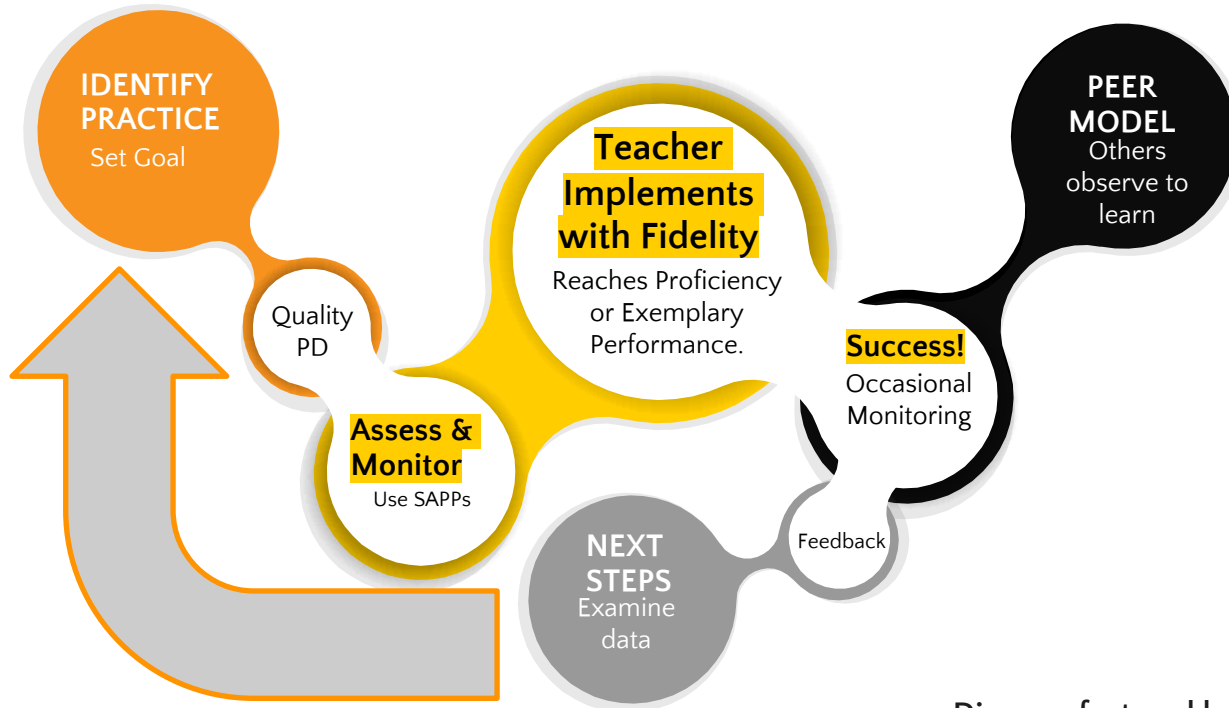 IDENTIFY
PRACTICE
Set Goal
Quality
PD
Assess &
Monitor
Use SAPPs
Teacher
Implements
with Fidelity
Reaches Proficiency
or Exemplary
Performance.
Success!
Occasional
Monitoring
PEER
MODEL
Others
observe to
learn
Feedback
NEXT
STEPS
Examine
data